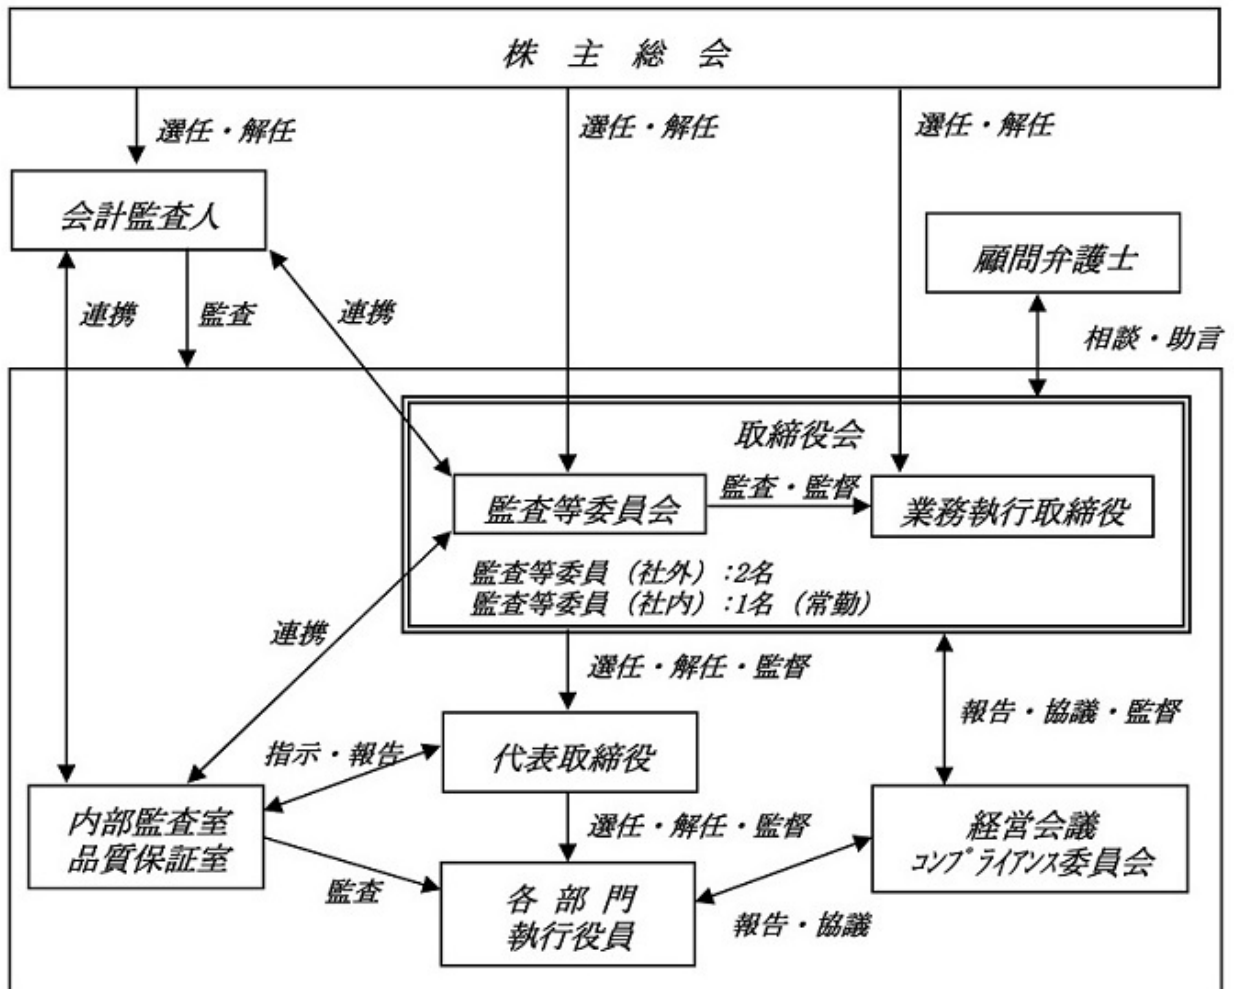 株 主 総 会
選任・解任
選任・解任
選任・解任
会計監査人
顧問弁護士
連携
監査
連携
相談・助言
取締役会
監査等委員会
監査・監督
業務執行取締役
監査等委員（社外）:2名
監査等委員（社内）:1名（常勤）
連携
選任・解任・監督
報告・協議・監督
指示・報告
代表取締役
内部監査室
品質保証室
選任・解任・監督
経営会議
ｺﾝﾌﾟﾗｲｱﾝｽ委員会
監査
各 部 門
執行役員
報告・協議